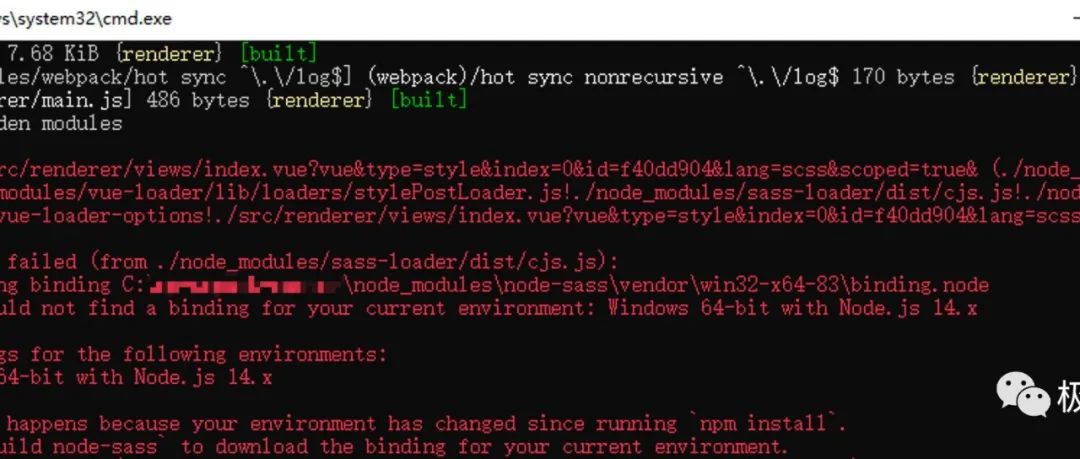 s\system32\cmd.exe
7.68 KiB {renderer} [built]
les/webpack/hot sync ^\.\/log$] (webpack)/hot sync nonrecursive ^\.\/log$ 170 bytes {renderer}
rer/main.js] 486 bytes {renderer} [built]
den modules
rc/renderer/views/index.vue?vue&type=style&index=0&id=f40dd904&lang=scss&scoped=true& (./node_
modules/vue-loader/lib/loaders/stylePostLoader.js!./node_modules/sass-loader/dist/cjs.js!./nod
vue-loader-options!./src/renderer/views/index.vue?vue&type=style&index=0&id=f40dd904&lang=scss
failed (from ./node_modules/sass-loader/dist/cjs.js):
ng binding C:\ \node_modules\node-sass\vendor\win32-x64-83\binding.node
uld not find a binding for your current environment: Windows 64-bit with Node.js 14.x
gs for the following environments:
64-bit with Node.js 14.x
极
happens because your environment has changed since running `npm install`.
uild node-sass` to download the binding for your current environment.